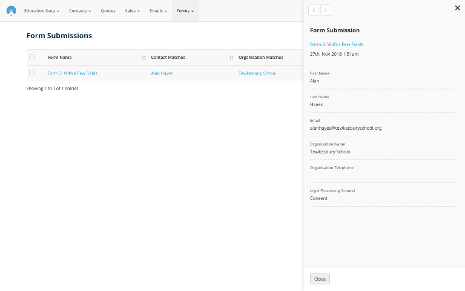 Education Data Contacts Quotes Sales Emails Forms
Form Submissions
Form Name Contact Matched Organisation Matched
Form D: With a Few Fields Alan Hayes Tewkesbury School
Showing 1 to 1 of 1 entries
Form Submission
Form D: With a Few Fields
27th, Nov 2018 1:51am
First Name
Alan
Last Name
Hayes
Email
alanhayes@tewkesburyschool.org
Organisation Name
Tewkesbury School
Organisation Telephone
Legal Processing Ground
Consent
Close